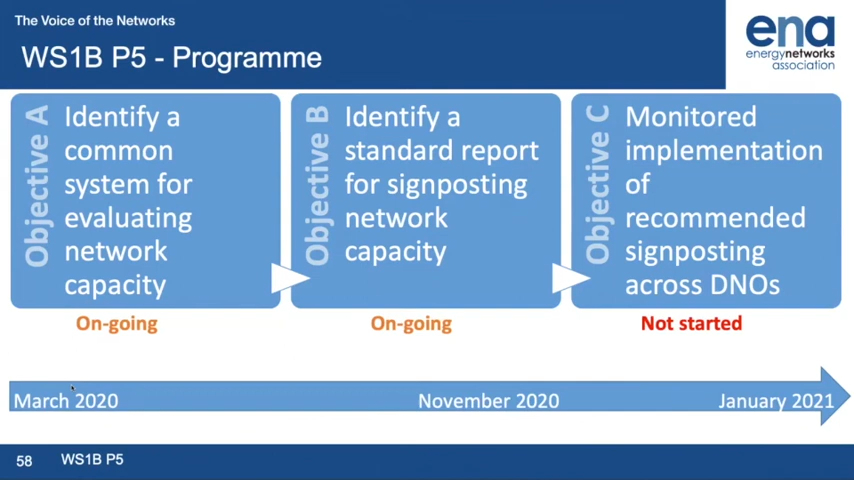 The Voice of the Networks
WS1B P5 - Programme
ena
energynetworks
association
Objective A
Identify a
common
system for
evaluating
network
capacity
Objective B
Identify a
standard report
for signposting
network
capacity
Objective C
Monitored
implementation
of
recommended
signposting
across DNOs
On-going
On-going
Not started
March 2020
November 2020
January 2021
58
WS1B P5